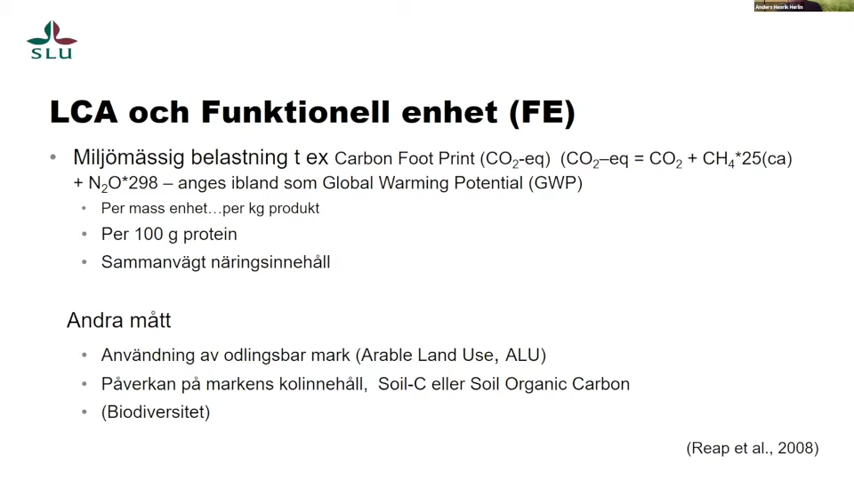 Anders Henrik Herlin
SLU
LCA och Funktionell enhet (FE)
• Miljömässig belastning t ex Carbon Foot Print (CO₂-eq) (CO₂–eq = CO₂ + CH₄*25(ca)
+ N₂O*298 – anges ibland som Global Warming Potential (GWP)
• Per mass enhet…per kg produkt
• Per 100 g protein
• Sammanvägt näringsinnehåll
Andra mått
• Användning av odlingsbar mark (Arable Land Use, ALU)
• Påverkan på markens kolinnehåll, Soil-C eller Soil Organic Carbon
• (Biodiversitet)
(Reap et al., 2008)